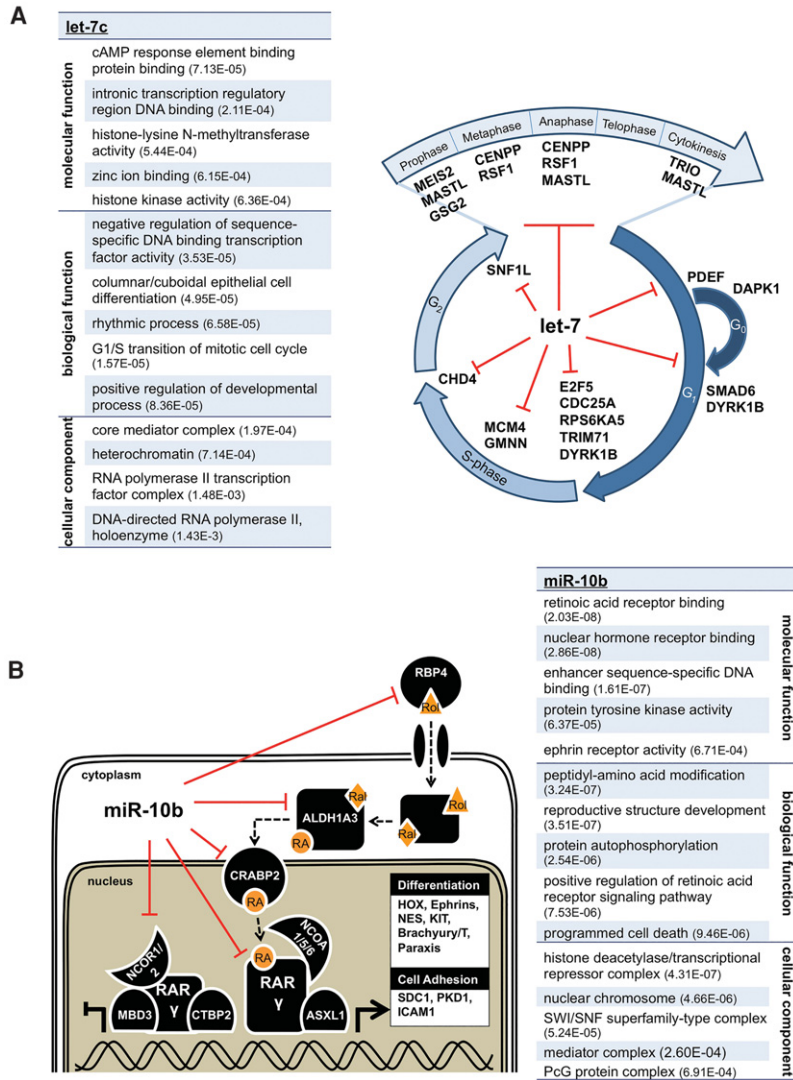 A
let-7c
molecular function
cAMP response element binding
protein binding (7.13E-05)
intronic transcription regulatory
region DNA binding (2.11E-04)
histone-lysine N-methyltransferase
activity (5.44E-04)
zinc ion binding (6.15E-04)
histone kinase activity (6.36E-04)
biological function
negative regulation of sequence-
specific DNA binding transcription
factor activity (3.53E-05)
columnar/cuboidal epithelial cell
differentiation (4.95E-05)
rhythmic process (6.58E-05)
G1/S transition of mitotic cell cycle
(1.57E-05)
positive regulation of developmental
process (8.36E-05)
cellular component
core mediator complex (1.97E-04)
heterochromatin (7.14E-04)
RNA polymerase II transcription
factor complex (1.48E-03)
DNA-directed RNA polymerase II,
holoenzyme (1.43E-3)
Prophase
Metaphase
Anaphase
Telophase
Cytokinesis
MEIS2
MASTL
GSG2
CENPP
RSF1
CENPP
RSF1
MASTL
TRIO
MASTL
SNF1L
G2
let-7
PDEF
DAPK1
G0
CHD4
G1
SMAD6
DYRK1B
MCM4
GMNN
E2F5
CDC25A
RPS6KA5
TRIM71
DYRK1B
S-phase
B
RBP4
Rol
cytoplasm
miR-10b
Ral
ALDH1A3
RA
Rol
Ral
nucleus
CRABP2
RA
NCOR1/
2
RAR
γ
MBD3
CTBP2
RA
NCOA
1/5/6
RAR
γ
ASXL1
Differentiation
HOX, Ephrins,
NES, KIT,
Brachyury/T,
Paraxis
Cell Adhesion
SDC1, PKD1,
ICAM1
miR-10b
molecular function
retinoic acid receptor binding
(2.03E-08)
nuclear hormone receptor binding
(2.86E-08)
enhancer sequence-specific DNA
binding (1.61E-07)
protein tyrosine kinase activity
(6.37E-05)
ephrin receptor activity (6.71E-04)
biological function
peptidyl-amino acid modification
(3.24E-07)
reproductive structure development
(3.51E-07)
protein autophosphorylation
(2.54E-06)
positive regulation of retinoic acid
receptor signaling pathway
(7.53E-06)
programmed cell death (9.46E-06)
cellular component
histone deacetylase/transcriptional
repressor complex (4.31E-07)
nuclear chromosome (4.66E-06)
SWI/SNF superfamily-type complex
(5.24E-05)
mediator complex (2.60E-04)
PcG protein complex (6.91E-04)